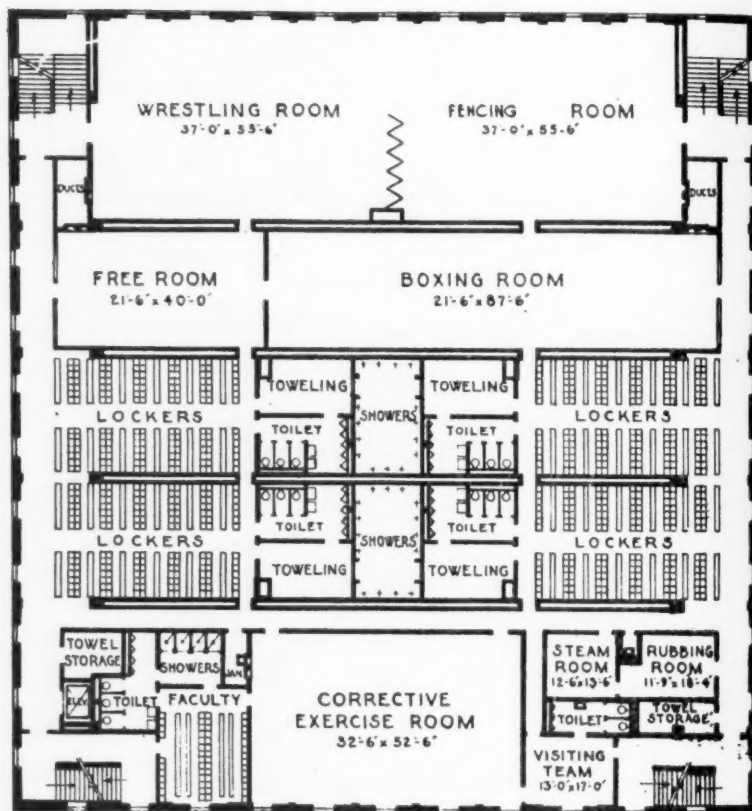 WRESTLING ROOM
37'-0" x 55'-6"
FENCING ROOM
37'-0" x 55'-6"
DUCTS
DUCTS
FREE ROOM
21'-6" x 40'-0"
BOXING ROOM
21'-6" x 87'-6"
LOCKERS
TOWELING
SHOWERS
TOWELING
LOCKERS
TOILET
TOILET
LOCKERS
TOILET
SHOWERS
TOILET
LOCKERS
TOWELING
TOWELING
TOWEL
STORAGE
SHOWERS
JAN.
ELEV.
TOILET
FACULTY
CORRECTIVE
EXERCISE ROOM
32'-6" x 52'-6"
STEAM
ROOM
12'-6" x 13'-6"
RUBBING
ROOM
11'-9" x 18'-4"
TOILET
TOWEL
STORAGE
VISITING
TEAM
13'-0" x 17'-0"